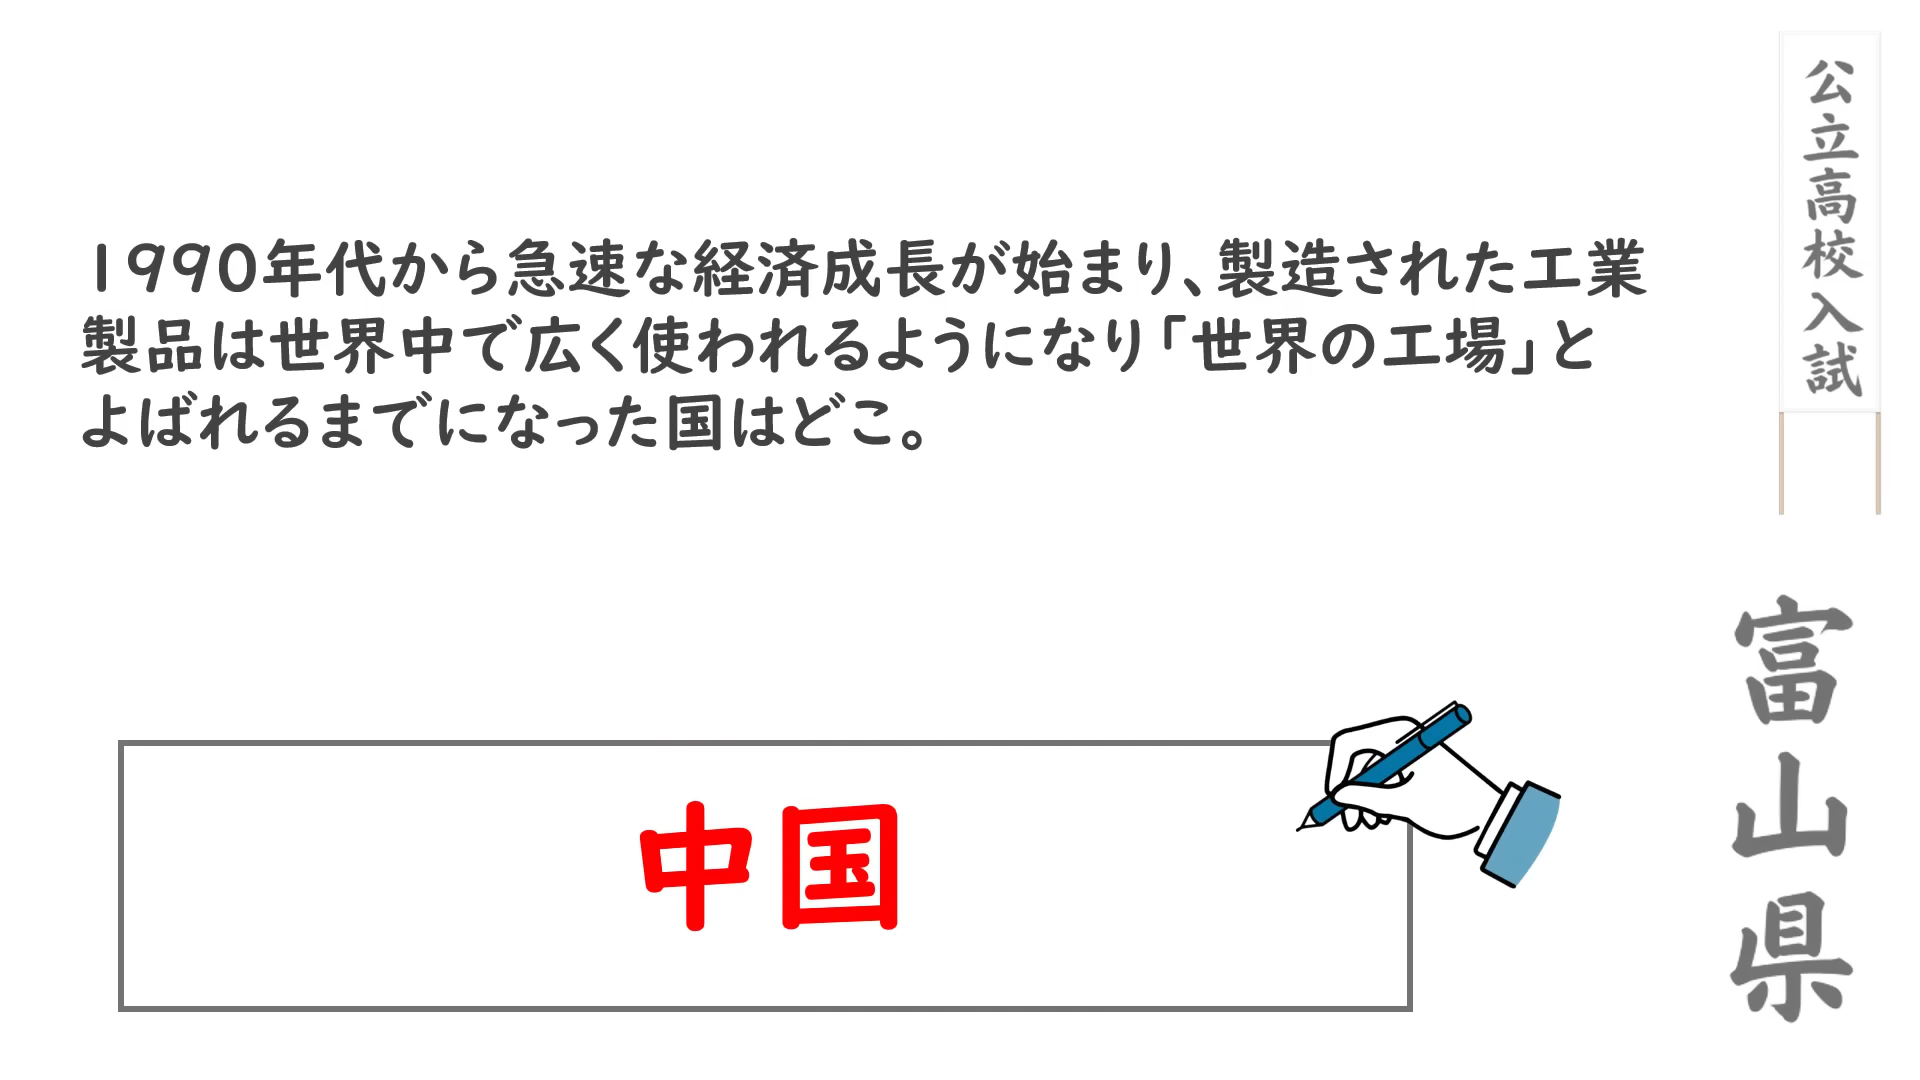 1990年代から急速な経済成長が始まり、製造された工業
製品は世界中で広く使われるようになり「世界の工場」と
よばれるまでになった国はどこ。
中国
公立高校入試
富山県